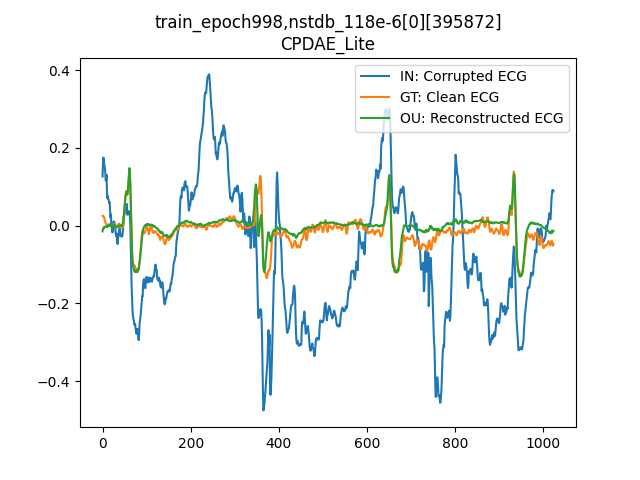 train_epoch998,nstdb_118e-6[0][395872]
CPDAE_Lite
IN: Corrupted ECG
GT: Clean ECG
OU: Reconstructed ECG
0.4
0.2
0.0
−0.2
−0.4
0 200 400 600 800 1000